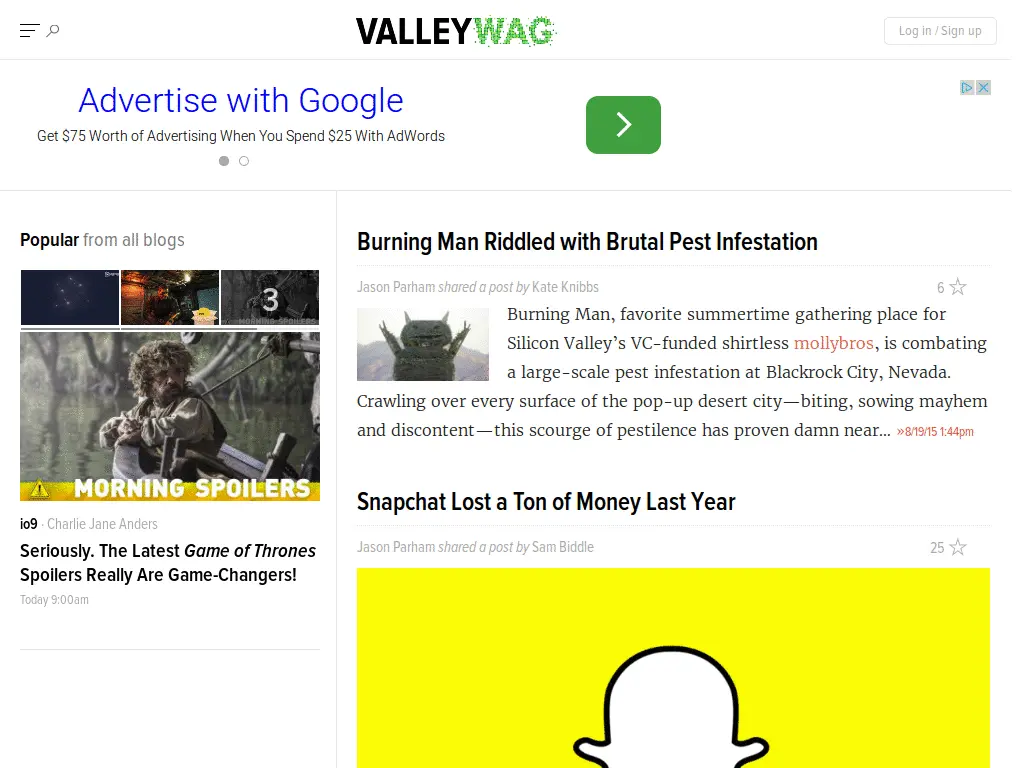 VALLEYWAG
Log in / Sign up
Advertise with Google
Get $75 Worth of Advertising When You Spend $25 With AdWords
Popular from all blogs
3
MORNING SPOILERS
MORNING SPOILERS
io9 · Charlie Jane Anders
Seriously. The Latest Game of Thrones
Spoilers Really Are Game-Changers!
Today 9:00am
Burning Man Riddled with Brutal Pest Infestation
Jason Parham shared a post by Kate Knibbs
6
Burning Man, favorite summertime gathering place for
Silicon Valley’s VC-funded shirtless mollybros, is combating
a large-scale pest infestation at Blackrock City, Nevada.
Crawling over every surface of the pop-up desert city—biting, sowing mayhem
and discontent—this scourge of pestilence has proven damn near... »8/19/15 1:44pm
Snapchat Lost a Ton of Money Last Year
Jason Parham shared a post by Sam Biddle
25